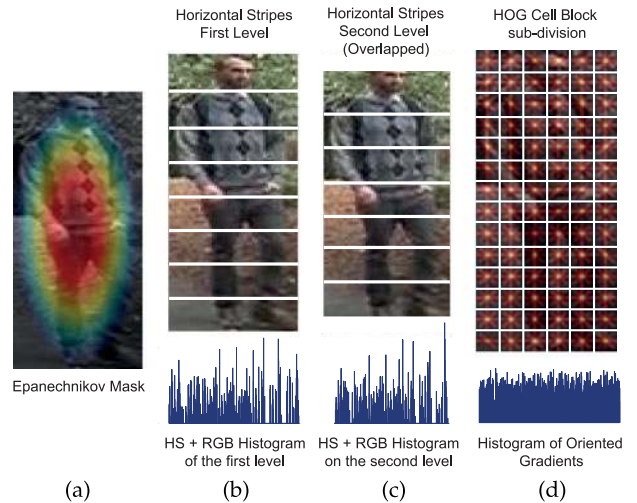 Horizontal Stripes
First Level
Horizontal Stripes
Second Level
(Overlapped)
HOG Cell Block
sub-division
Epanechnikov Mask
HS + RGB Histogram
of the first level
HS + RGB Histogram
on the second level
Histogram of Oriented
Gradients
(a)
(b)
(c)
(d)